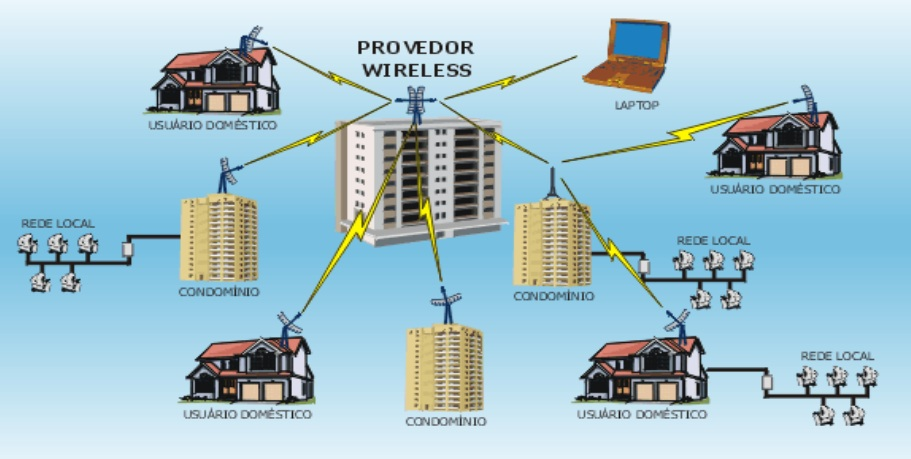 PROVEDOR
WIRELESS
LAPTOP
USUÁRIO DOMÉSTICO
USUÁRIO DOMÉSTICO
REDE LOCAL
REDE LOCAL
CONDOMÍNIO
CONDOMÍNIO
REDE LOCAL
USUÁRIO DOMÉSTICO
CONDOMÍNIO
USUÁRIO DOMÉSTICO